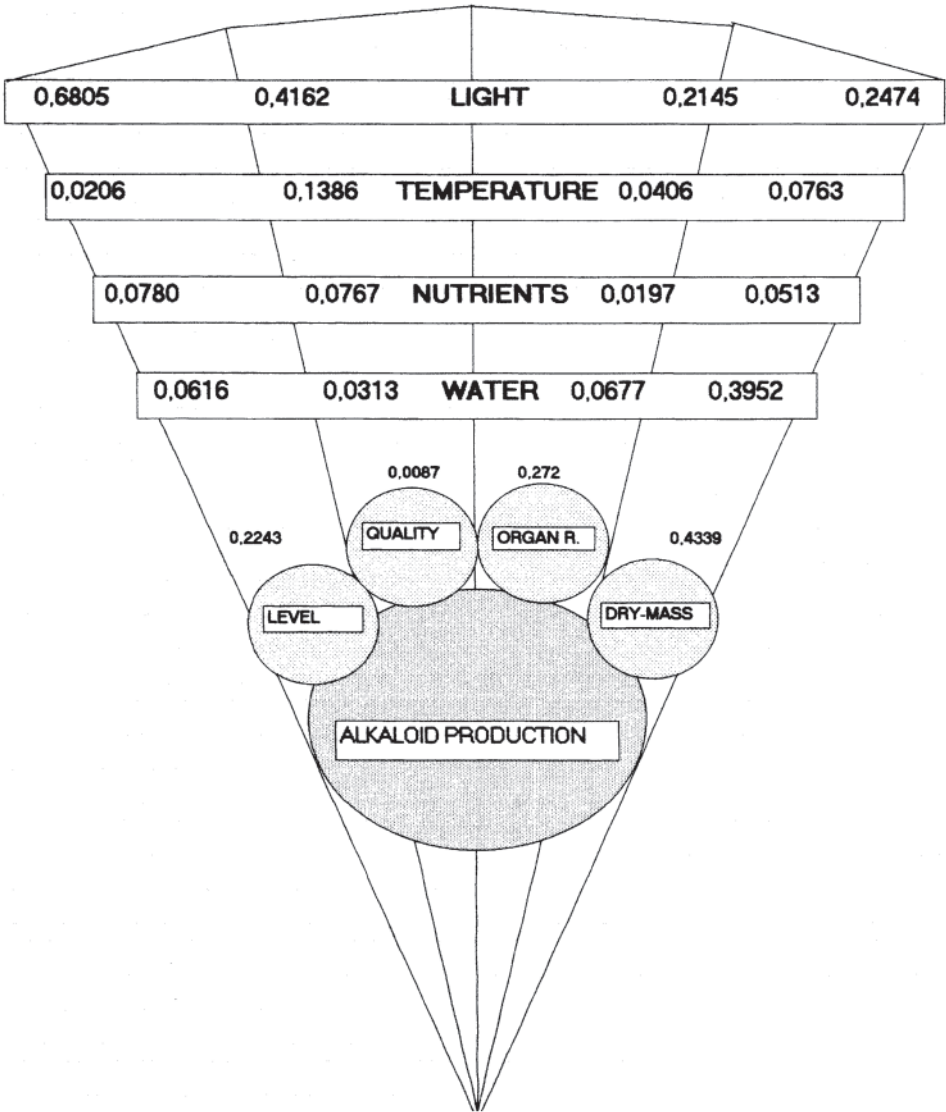 0,6805 0,4162 LIGHT 0,2145 0,2474
0,0206 0,1386 TEMPERATURE 0,0406 0,0763
0,0780 0,0767 NUTRIENTS 0,0197 0,0513
0,0616 0,0313 WATER 0,0677 0,3952
0,0087 0,272
0,2243 QUALITY ORGAN R. 0,4339
LEVEL DRY-MASS
ALKALOID PRODUCTION